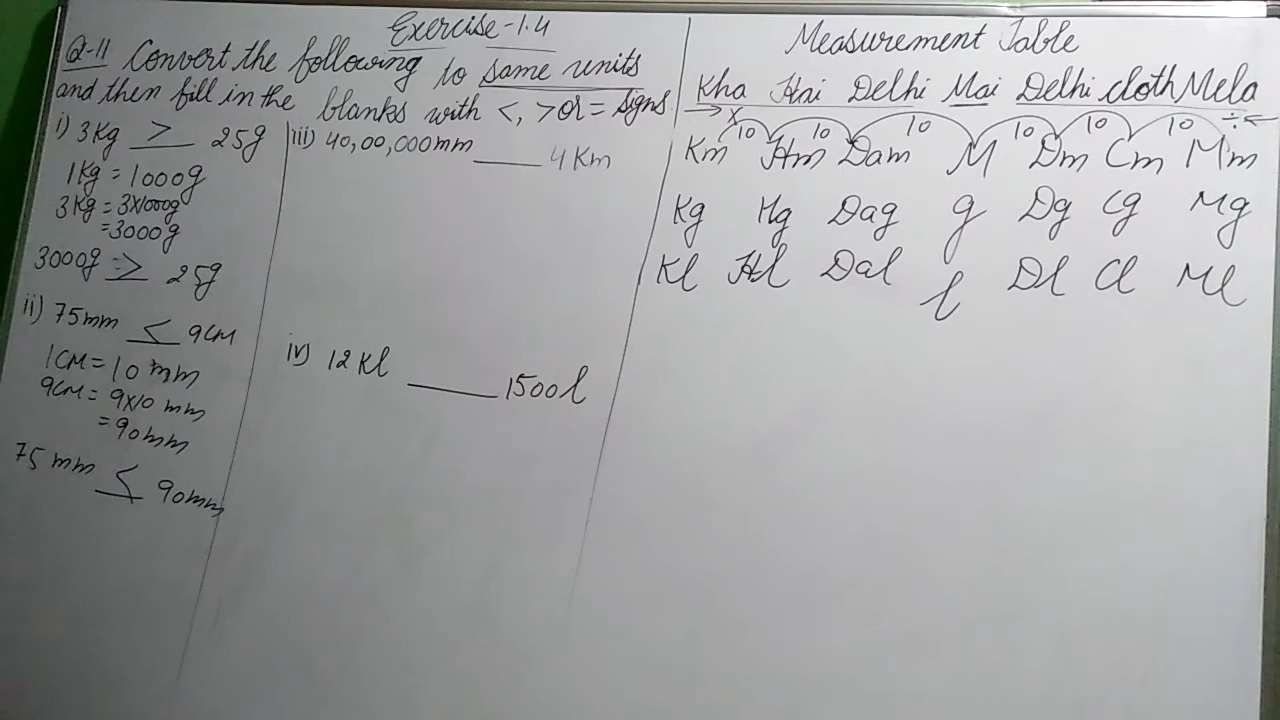 Exercise-1.4
Q-11 Convert the following to same units
and then fill in the blanks with <, > or = signs
i) 3Kg > 25g
1Kg = 1000g
3Kg = 3x1000g
= 3000g
3000g > 25g
ii) 75mm < 9CM
1CM = 10 mm
9CM = 9x10 mm
= 90mm
75 mm < 90mm
iii) 40,00,000mm ____ 4 Km
iv) 12 Kl ____ 1500l
Measurement Table
Kha Hai Delhi Mai Delhi cloth Mela
→ x ÷ ←
10 10 10 10 10 10
Km Hm Dam M Dm Cm Mm
Kg Hg Dag g Dg Cg Mg
Kl Hl Dal l Dl Cl Ml